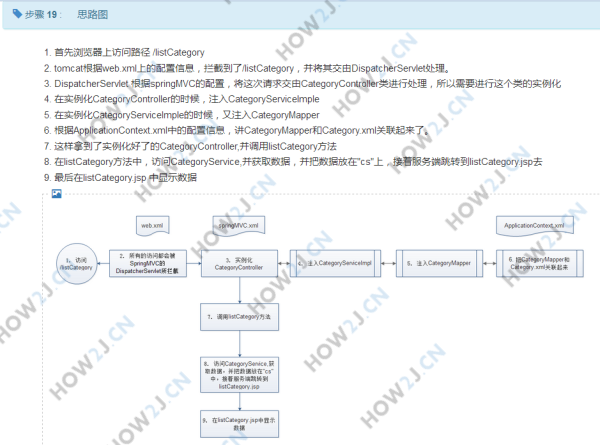 步骤 19 : 思路图
1. 首先浏览器上访问路径 /listCategory
2. tomcat根据web.xml上的配置信息，拦截到了/listCategory，并将其交由DispatcherServlet处理。
3. DispatcherServlet 根据springMVC的配置，将这次请求交由CategoryController类进行处理，所以需要进行这个类的实例化
4. 在实例化CategoryController的时候，注入CategoryServiceImple
5. 在实例化CategoryServiceImple的时候，又注入CategoryMapper
6. 根据ApplicationContext.xml中的配置信息，讲CategoryMapper和Category.xml关联起来了。
7. 这样拿到了实例化好了的CategoryController,并调用listCategory方法
8. 在listCategory方法中，访问CategoryService,并获取数据，并把数据放在"cs"上，接着服务端跳转到listCategory.jsp去
9. 最后在listCategory.jsp 中显示数据
web.xml
springMVC.xml
ApplicationContext.xml
1、访问
/listCategory
2、所有的访问都会被
SpringMVC的
DispatcherServlet所拦截
3、实例化
CategoryController
4、注入CategoryServiceImpl
5、注入CategoryMapper
6、把CategoryMapper和
Category.xml关联起来
7、调用listCategory方法
8、访问CategoryService,获
取数据，并把数据放在"cs"
中，接着服务端跳转到
listCategory.jsp
9、在listCategory.jsp中显示
数据
HOW2J.CN
HOW2J.CN
HOW2J.CN
HOW2J.CN
HOW2J.CN
HOW2J.CN
HOW2J.CN
HOW2J.CN